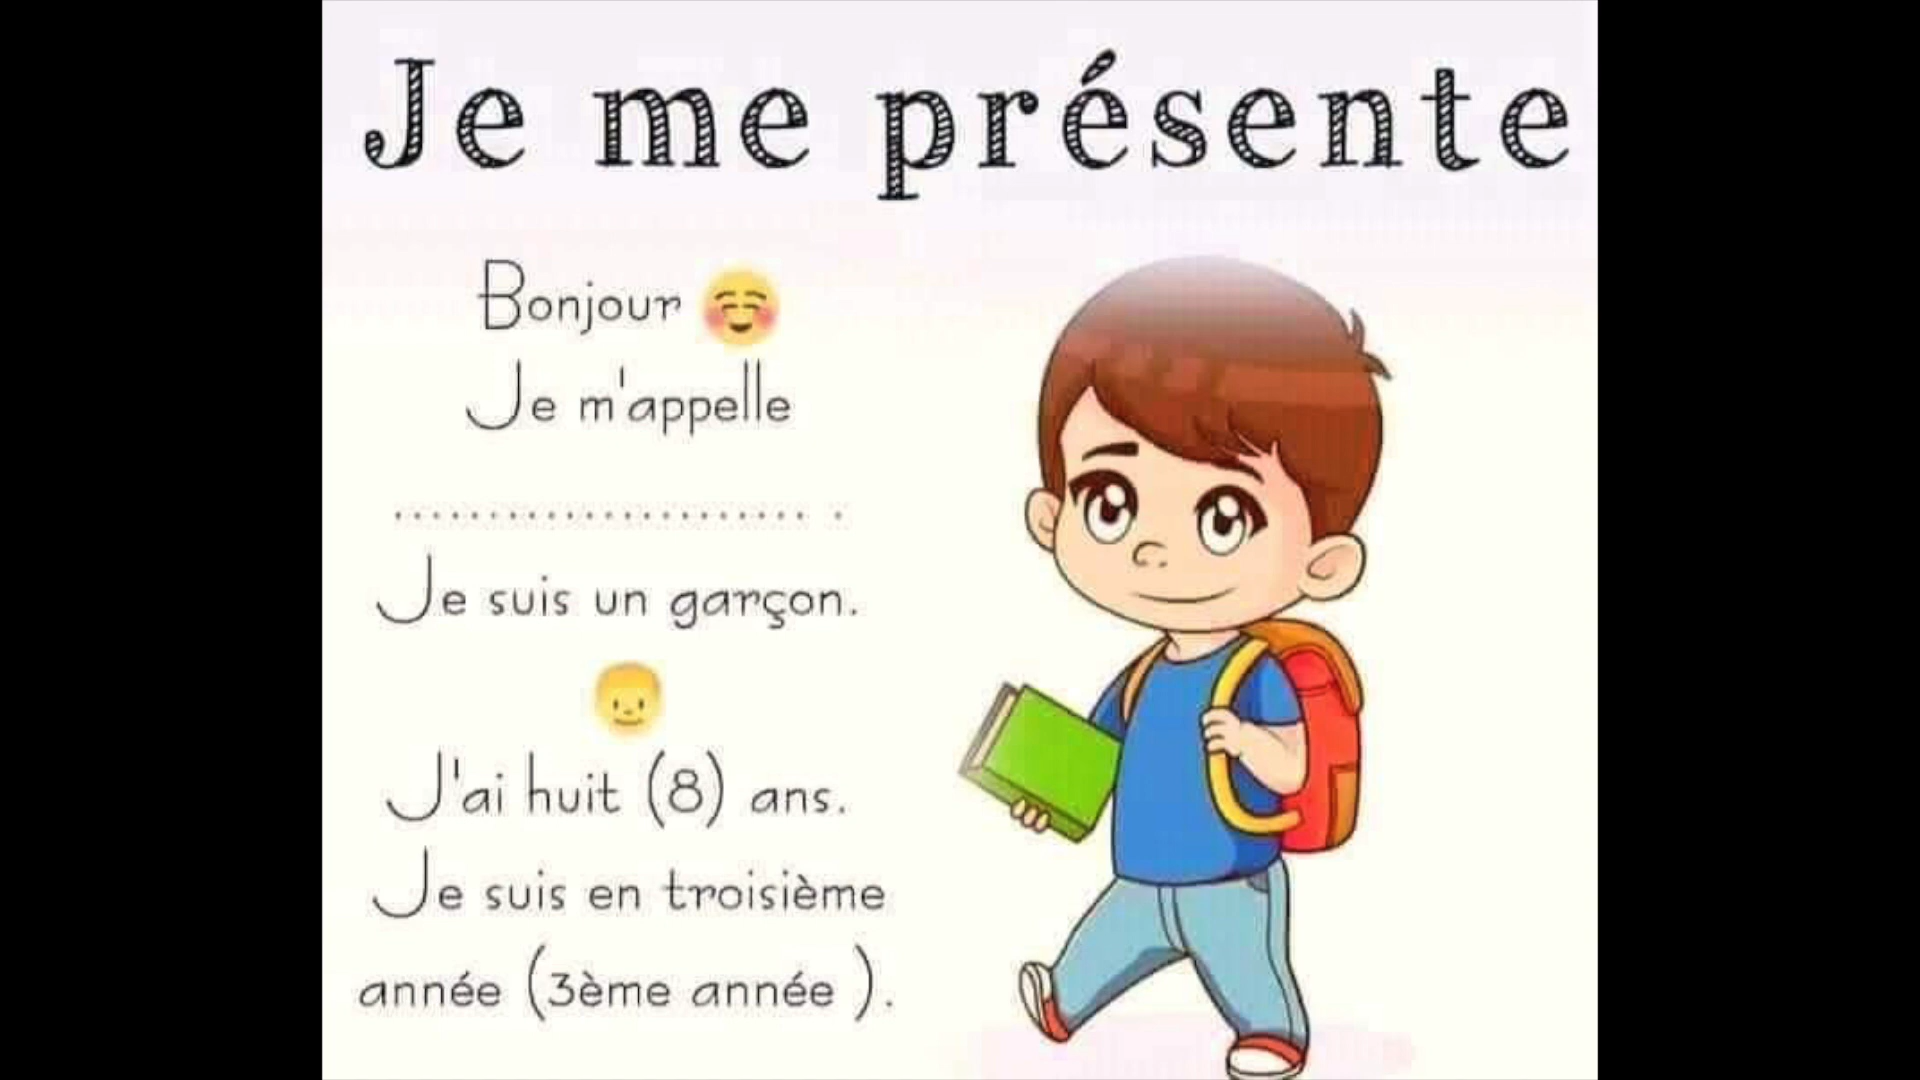 Je me présente
Bonjour ☺️
Je m'appelle
........................ .
Je suis un garçon.
J'ai huit (8) ans.
Je suis en troisième
année (3ème année ).